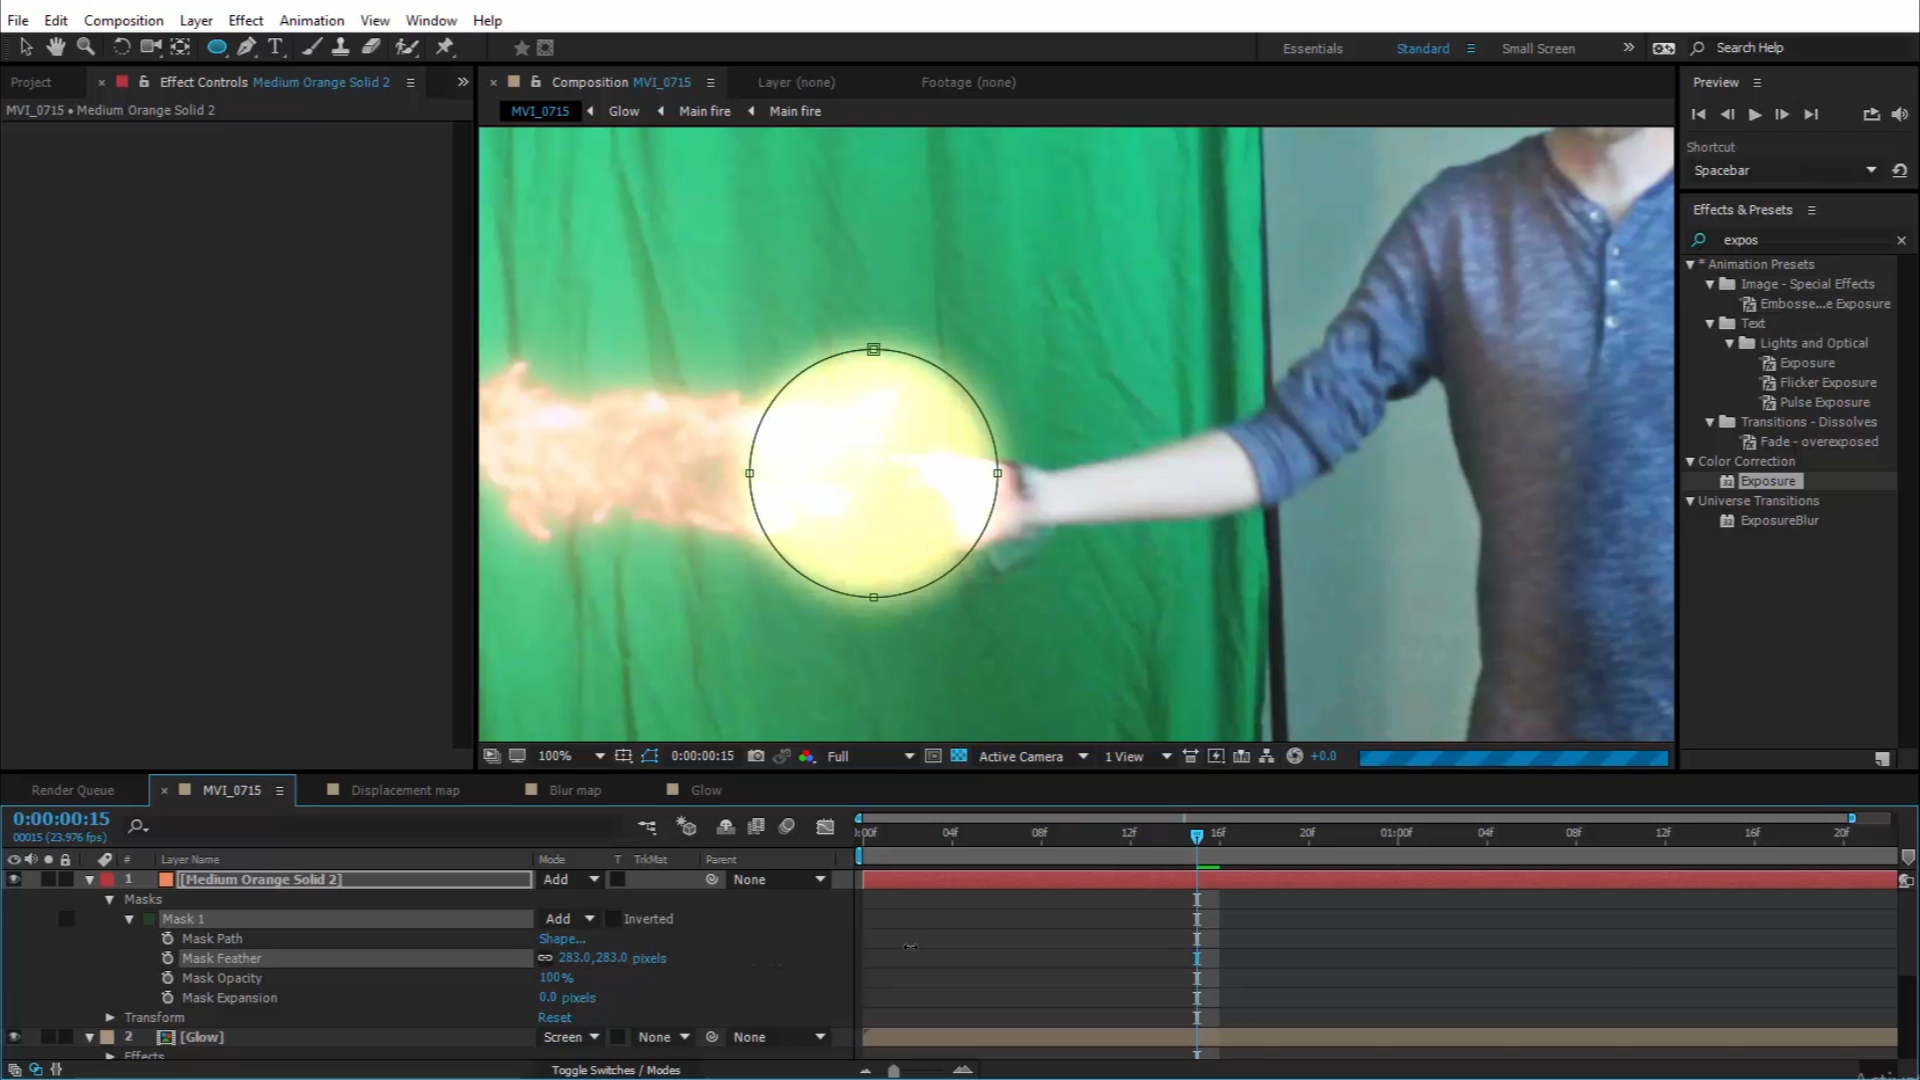 File Edit Composition Layer Effect Animation View Window Help
Essentials Standard Small Screen Search Help
Project Effect Controls Medium Orange Solid 2
MVI_0715 • Medium Orange Solid 2
Composition MVI_0715 Layer (none) Footage (none)
MVI_0715 Glow Main fire Main fire
Preview
Shortcut
Spacebar
Effects & Presets
expos
* Animation Presets
Image - Special Effects
Embosse...e Exposure
Text
Lights and Optical
Exposure
Flicker Exposure
Pulse Exposure
Transitions - Dissolves
Fade - overexposed
Color Correction
Exposure
Universe Transitions
ExposureBlur
100% 0:00:00:15 Full Active Camera 1 View +0.0
Render Queue MVI_0715 Displacement map Blur map Glow
0:00:00:15
00015 (23.976 fps)
:00f 04f 08f 12f 16f 20f 01:00f 04f 08f 12f 16f 20f
# Layer Name Mode T TrkMat Parent
1 [Medium Orange Solid 2] Add None
Masks
Mask 1 Add Inverted
Mask Path Shape...
Mask Feather 283.0,283.0 pixels
Mask Opacity 100%
Mask Expansion 0.0 pixels
Transform Reset
2 [Glow] Screen None None
Effects
Toggle Switches / Modes